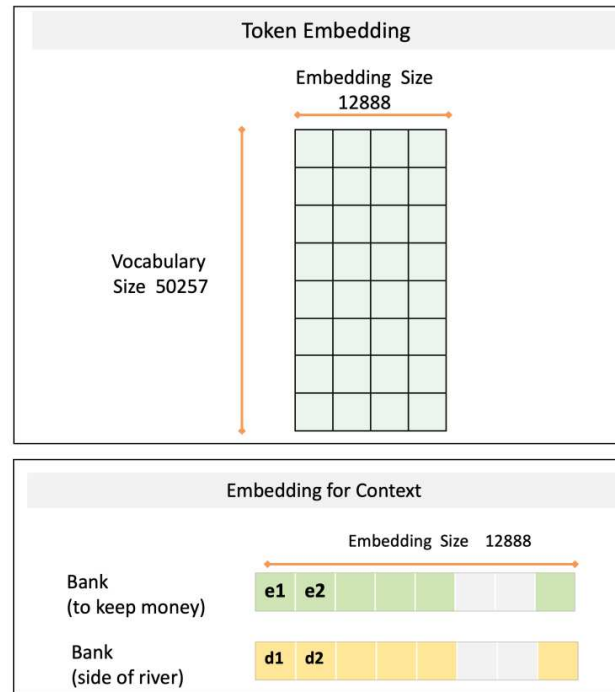 Token Embedding
Embedding Size
12888
Vocabulary
Size 50257
Embedding for Context
Embedding Size 12888
Bank
(to keep money)
e1 e2
Bank
(side of river)
d1 d2